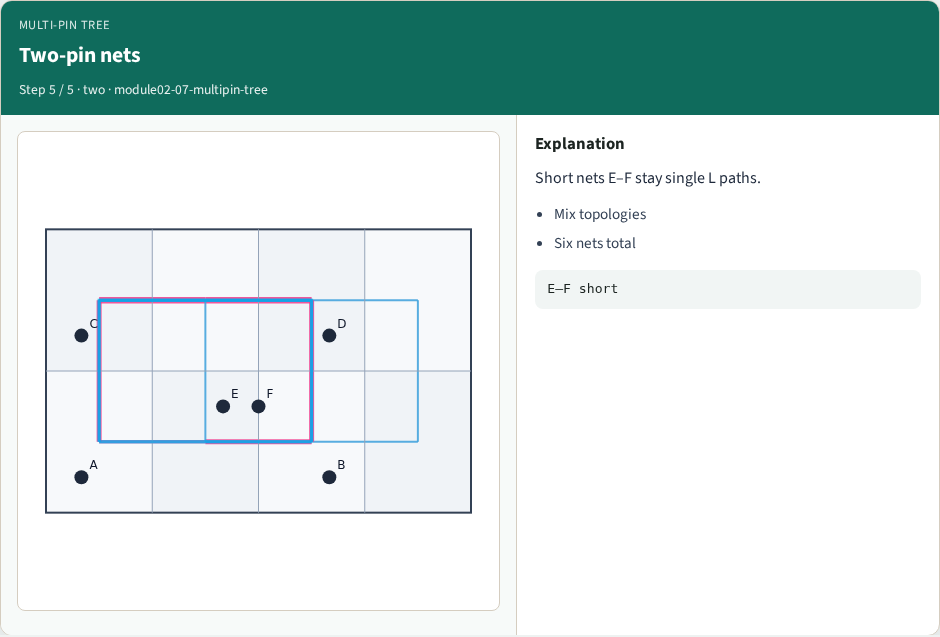 MULTI-PIN TREE
Two-pin nets
Step 5 / 5 · two · module02-07-multipin-tree
C
D
E
F
A
B
Explanation
Short nets E–F stay single L paths.
• Mix topologies
• Six nets total
E–F short